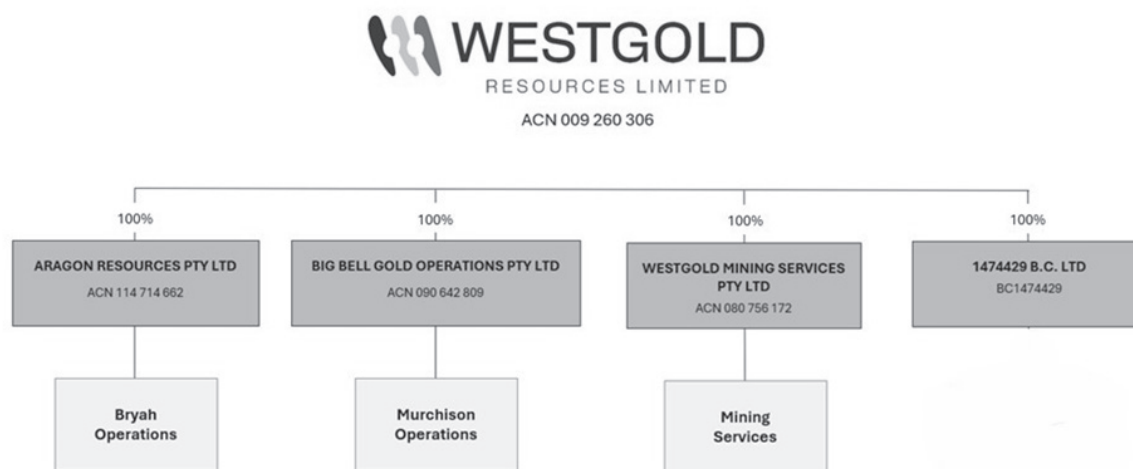 WESTGOLD
RESOURCES LIMITED
ACN 009 260 306
100%
100%
100%
100%
ARAGON RESOURCES PTY LTD
ACN 114 714 662
BIG BELL GOLD OPERATIONS PTY LTD
ACN 090 642 809
WESTGOLD MINING SERVICES
PTY LTD
ACN 080 756 172
1474429 B.C. LTD
BC1474429
Bryah
Operations
Murchison
Operations
Mining
Services